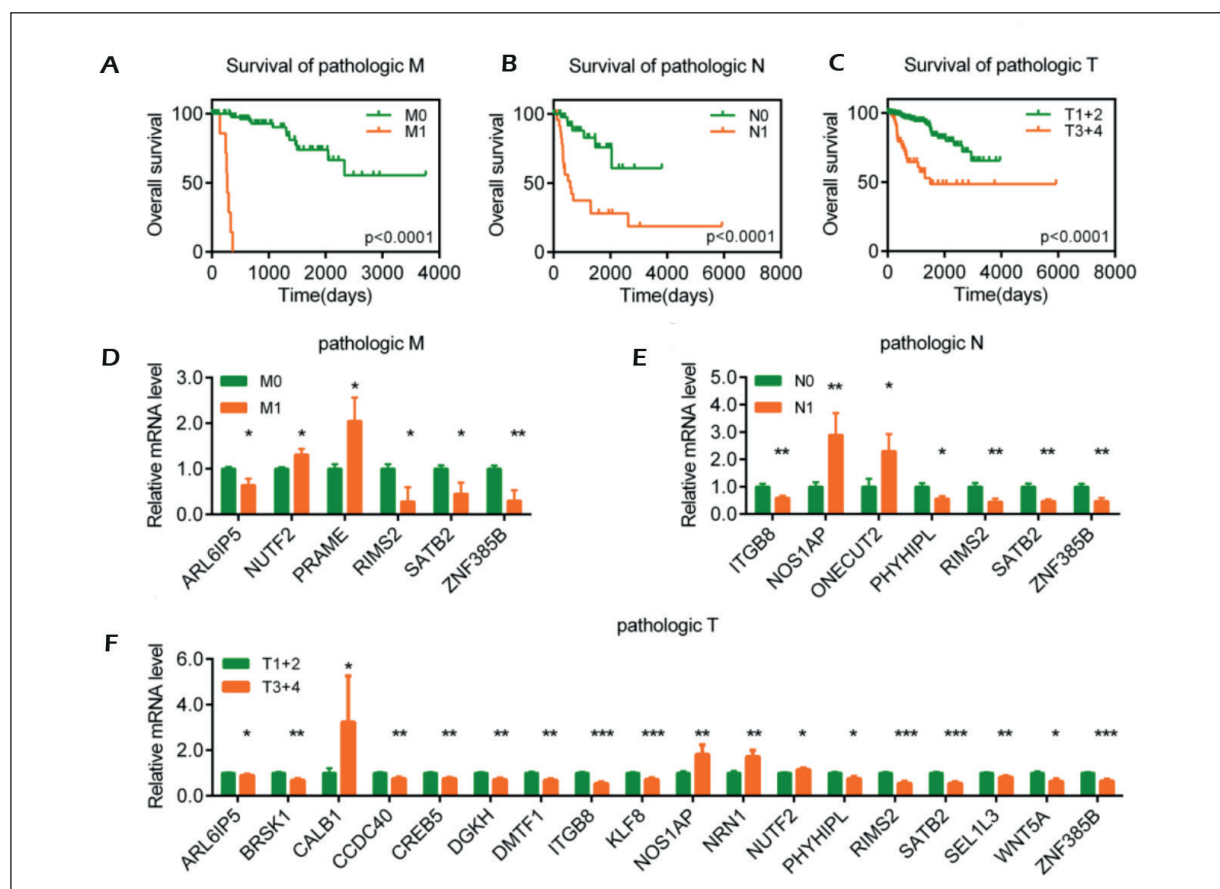 A
Survival of pathologic M
100
50
0
Overall survival
M0
M1
p<0.0001
0 1000 2000 3000 4000
Time(days)
B
Survival of pathologic N
100
50
0
Overall survival
N0
N1
p<0.0001
0 2000 4000 6000 8000
Time(days)
C
Survival of pathologic T
100
50
0
Overall survival
T1+2
T3+4
p<0.0001
0 2000 4000 6000 8000
Time(days)
D
pathologic M
Relative mRNA level
3.0
2.0
1.0
0.0
M0
M1
* * * * * **
ARL6IP5 NUTF2 PRAME RIMS2 SATB2 ZNF385B
E
pathologic N
Relative mRNA level
5.0
4.0
3.0
2.0
1.0
0.0
N0
N1
** ** * * ** ** **
ITGB8 NOS1AP ONECUT2 PHYHIPL RIMS2 SATB2 ZNF385B
F
pathologic T
Relative mRNA level
6.0
4.0
2.0
0.0
T1+2
T3+4
* ** * ** ** ** ** *** *** ** ** * * *** *** ** * ***
ARL6IP5 BRSK1 CALB1 CCDC40 CREB5 DGKH DMTF1 ITGB8 KLF8 NOS1AP NRN1 NUTF2 PHYHIPL RIMS2 SATB2 SEL1L3 WNT5A ZNF385B